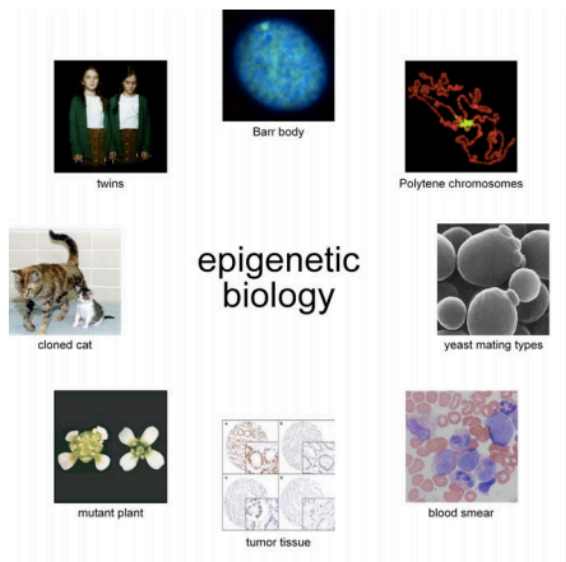 Barr body
twins
Polytene chromosomes
epigenetic
biology
cloned cat
yeast mating types
mutant plant
blood smear
tumor tissue